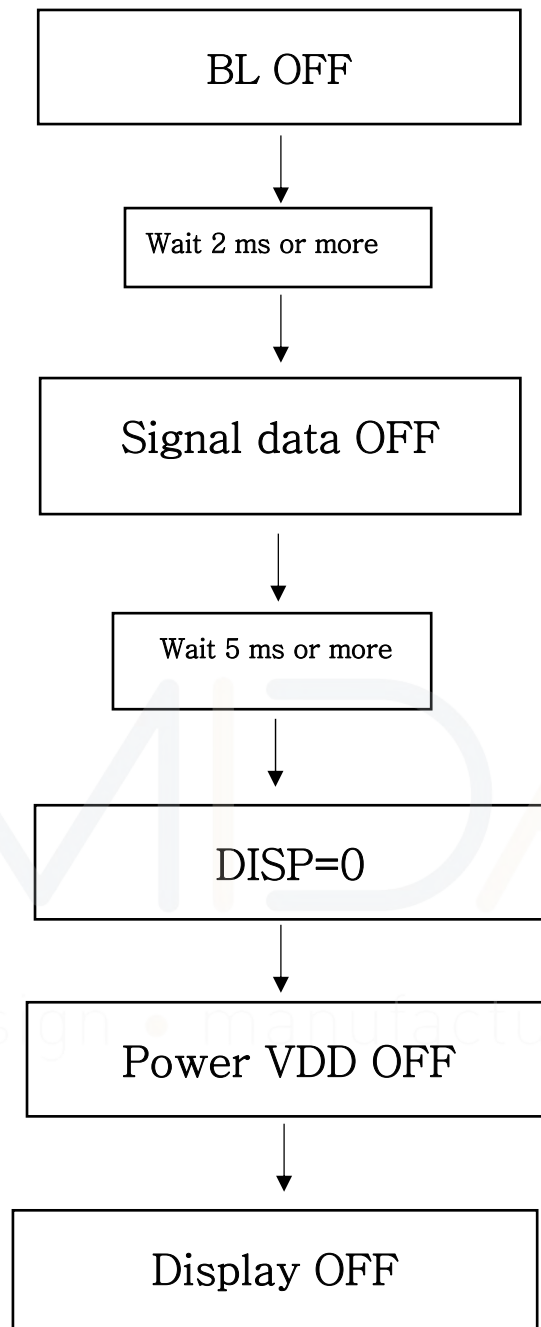 BL OFF
Wait 2 ms or more
Signal data OFF
Wait 5 ms or more
DISP=0
Power VDD OFF
Display OFF